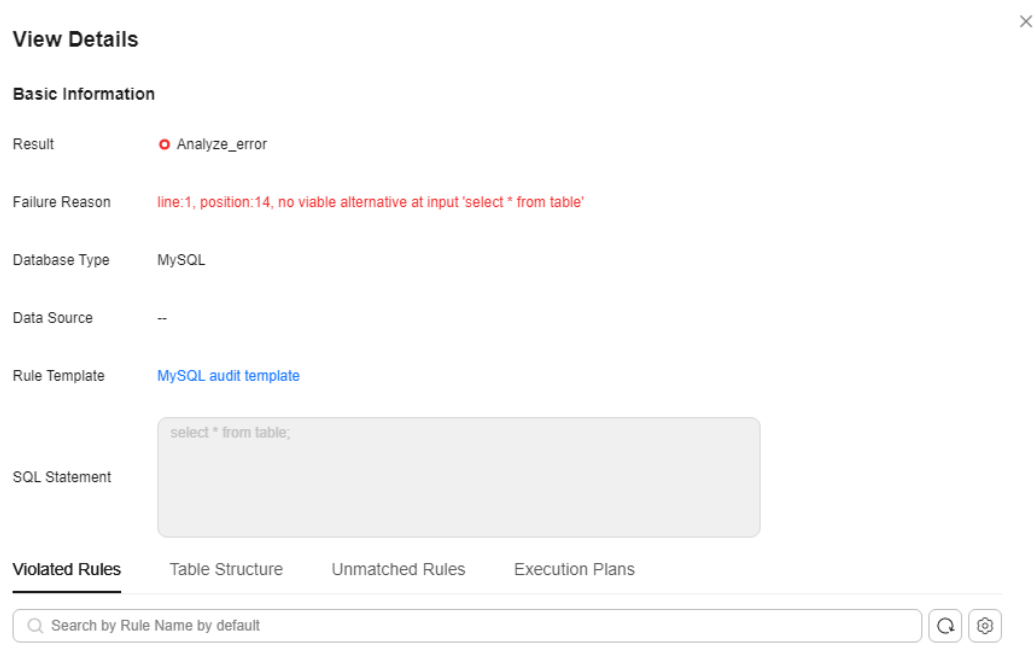 View Details
Basic Information
Result Analyze_error
Failure Reason line:1, position:14, no viable alternative at input 'select * from table'
Database Type MySQL
Data Source --
Rule Template MySQL audit template
select * from table;
SQL Statement
Violated Rules Table Structure Unmatched Rules Execution Plans
Search by Rule Name by default